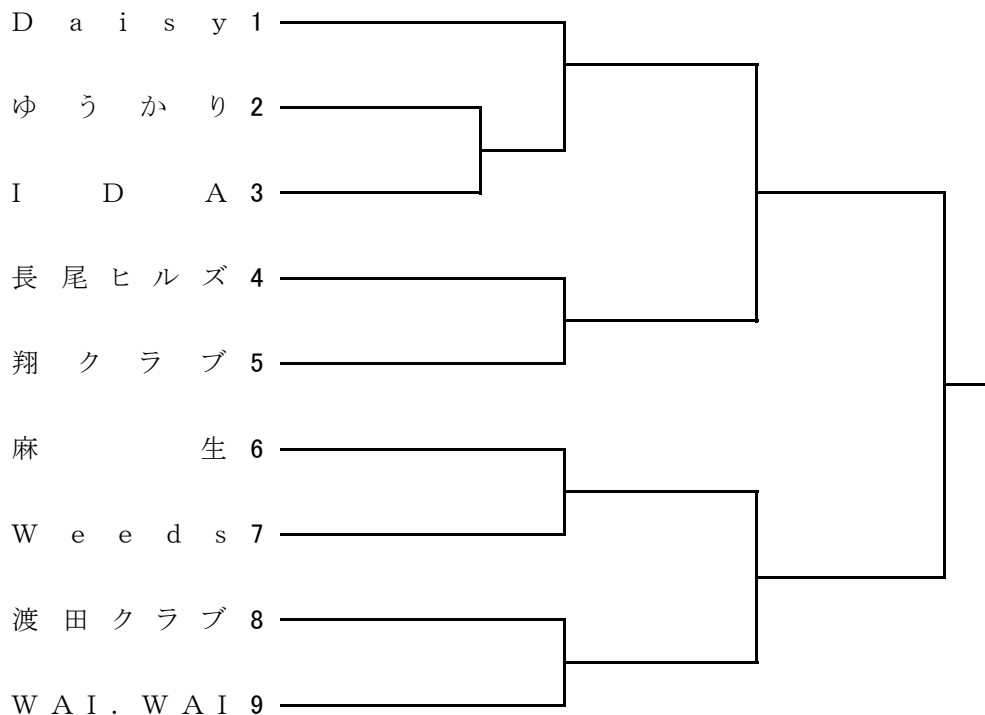 Daisy 1
ゆうかり 2
IDA 3
長尾ヒルズ 4
翔クラブ 5
麻生 6
Weeds 7
渡田クラブ 8
WAI.WAI 9